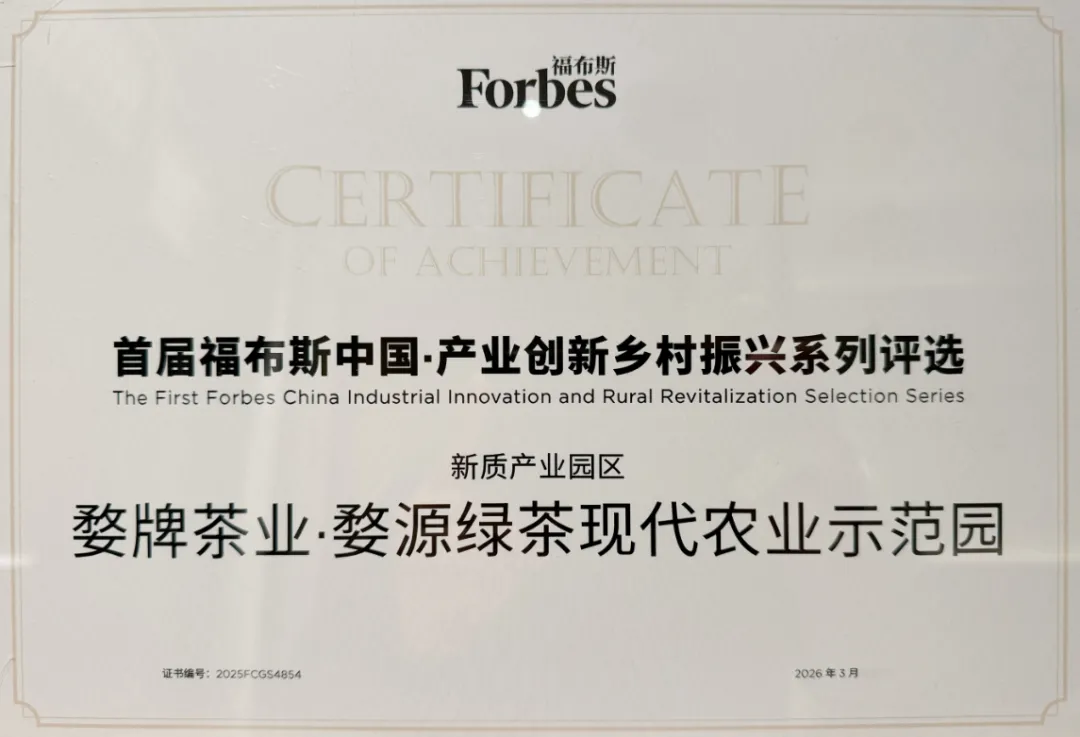 福布斯
Forbes
CERTIFICATE
OF ACHIEVEMENT
首届福布斯中国·产业创新乡村振兴系列评选
The First Forbes China Industrial Innovation and Rural Revitalization Selection Series
新质产业园区
婺牌茶业·婺源绿茶现代农业示范园
证书编号：2025FCGS4854
2026 年 3 月